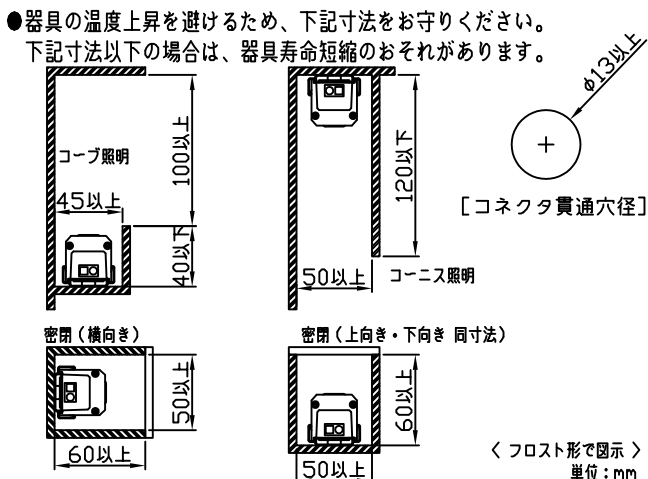 ●器具の温度上昇を避けるため、下記寸法をお守りください。
下記寸法以下の場合は、器具寿命短縮のおそれがあります。
φ13以上
コーブ照明
100以上
120以下
45以上
[コネクタ貫通穴径]
40以下
50以上
コーニス照明
密閉（横向き）
密閉（上向き・下向き 同寸法）
50以上
60以上
60以上
50以上
〈 フロスト形で図示 〉
単位：mm